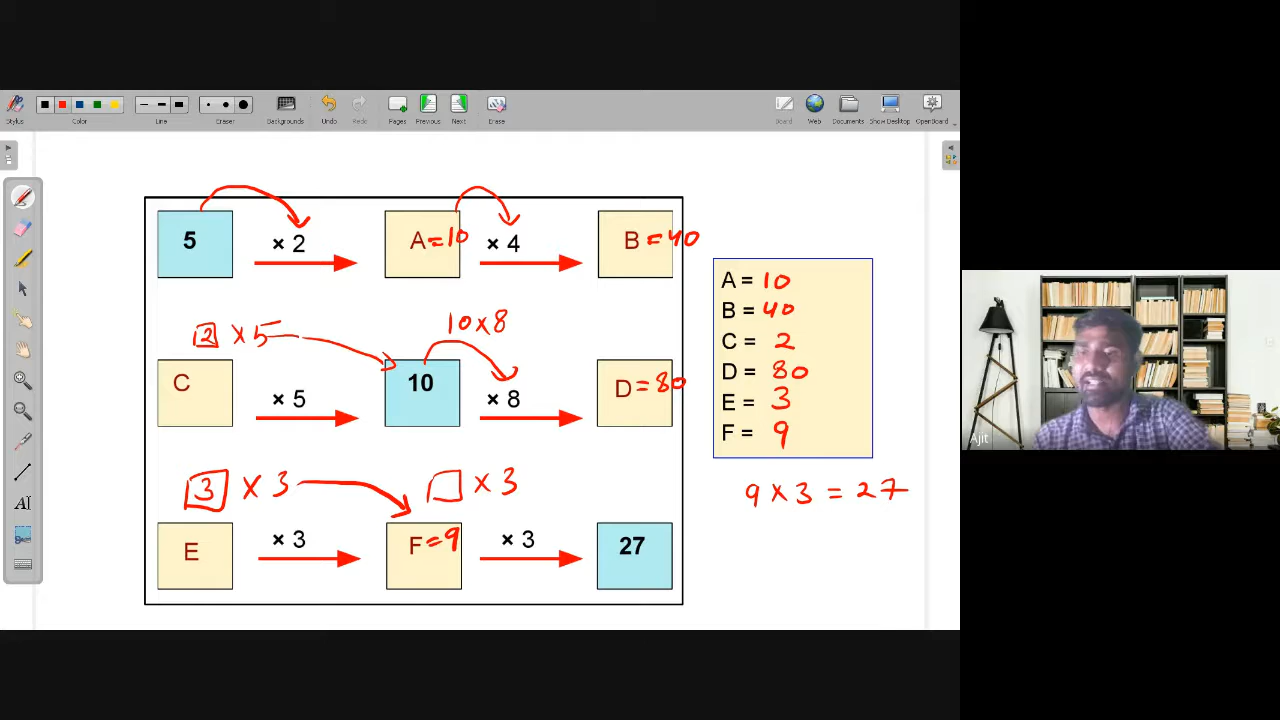 Stylus Color Line Eraser Backgrounds Undo Redo Pages Previous Next Erase Board Web Documents Show Desktop OpenBoard
5 × 2 A=10 × 4 B=40
2 ×5 10×8
C × 5 10 × 8 D=80
3 ×3 ×3
E × 3 F=9 × 3 27
A = 10
B = 40
C = 2
D = 80
E = 3
F = 9
9 × 3 = 27
Ajit